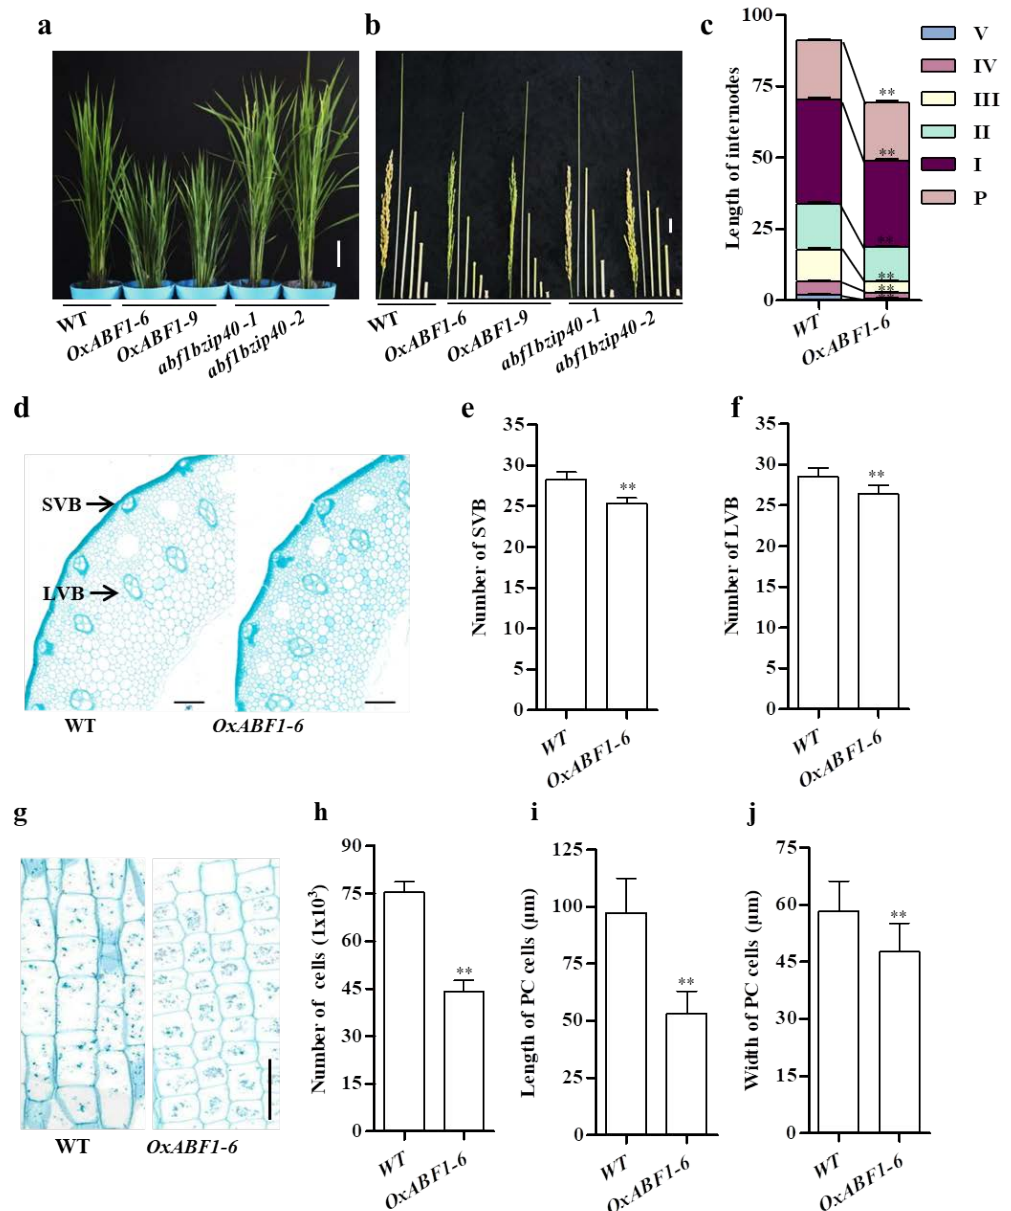 a
b
c
WT
OxABF1-6
OxABF1-9
abf1bzip40-1
abf1bzip40-2
WT
OxABF1-6
OxABF1-9
abf1bzip40-1
abf1bzip40-2
Length of internodes
100
75
50
25
0
**
**
**
**
**
**
WT
OxABF1-6
V
IV
III
II
I
P
d
SVB
LVB
WT
OxABF1-6
e
Number of SVB
35
30
25
20
15
10
5
0
**
WT
OxABF1-6
f
Number of LVB
35
30
25
20
15
10
5
0
**
WT
OxABF1-6
g
WT
OxABF1-6
h
Number of cells (1x10³)
90
75
60
45
30
15
0
**
WT
OxABF1-6
i
Length of PC cells (µm)
125
100
75
50
25
0
**
WT
OxABF1-6
j
Width of PC cells (µm)
75
60
45
30
15
0
**
WT
OxABF1-6